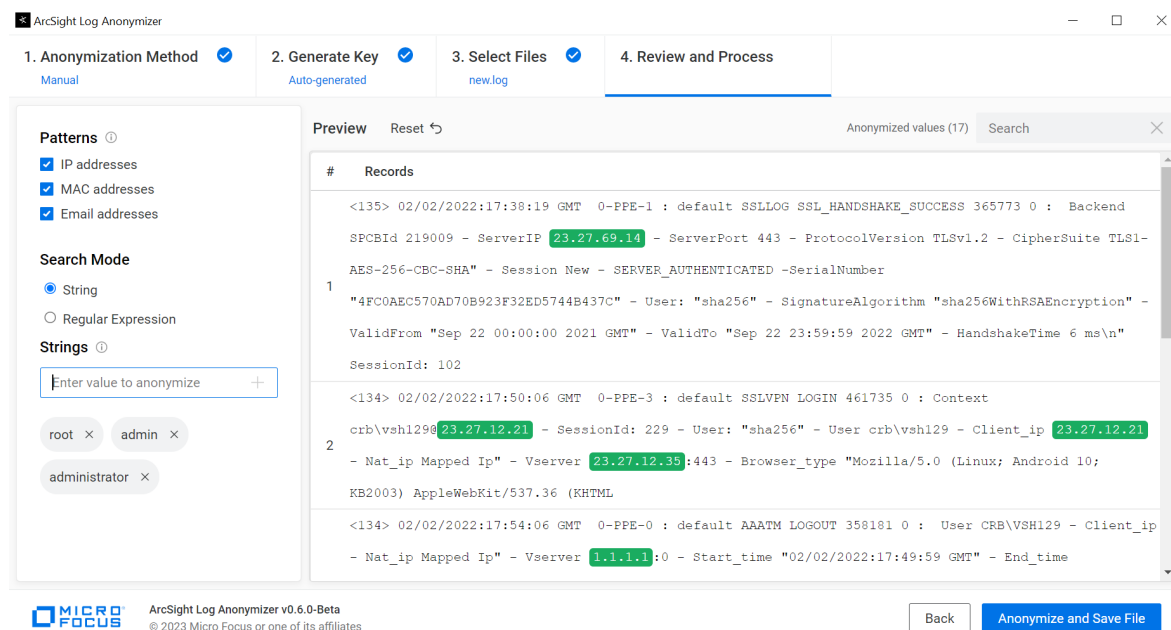 ArcSight Log Anonymizer
1. Anonymization Method
Manual
2. Generate Key
Auto-generated
3. Select Files
new.log
4. Review and Process
Patterns
IP addresses
MAC addresses
Email addresses
Search Mode
String
Regular Expression
Strings
Enter value to anonymize
root
admin
administrator
Preview Reset
Anonymized values (17) Search
# Records
1
<135> 02/02/2022:17:38:19 GMT 0-PPE-1 : default SSLLOG SSL_HANDSHAKE_SUCCESS 365773 0 : Backend
SPCBId 219009 - ServerIP 23.27.69.14 - ServerPort 443 - ProtocolVersion TLSv1.2 - CipherSuite TLS1-
AES-256-CBC-SHA" - Session New - SERVER_AUTHENTICATED -SerialNumber
"4FC0AEC570AD70B923F32ED5744B437C" - User: "sha256" - SignatureAlgorithm "sha256WithRSAEncryption" -
ValidFrom "Sep 22 00:00:00 2021 GMT" - ValidTo "Sep 22 23:59:59 2022 GMT" - HandshakeTime 6 ms\n"
SessionId: 102
2
<134> 02/02/2022:17:50:06 GMT 0-PPE-3 : default SSLVPN LOGIN 461735 0 : Context
crb\vsh129@23.27.12.21 - SessionId: 229 - User: "sha256" - User crb\vsh129 - Client_ip 23.27.12.21
- Nat_ip Mapped Ip" - Vserver 23.27.12.35:443 - Browser_type "Mozilla/5.0 (Linux; Android 10;
KB2003) AppleWebKit/537.36 (KHTML
<134> 02/02/2022:17:54:06 GMT 0-PPE-0 : default AAATM LOGOUT 358181 0 : User CRB\VSH129 - Client_ip
- Nat_ip Mapped Ip" - Vserver 1.1.1.1:0 - Start_time "02/02/2022:17:49:59 GMT" - End_time
MICRO
FOCUS
ArcSight Log Anonymizer v0.6.0-Beta
© 2023 Micro Focus or one of its affiliates
Back
Anonymize and Save File